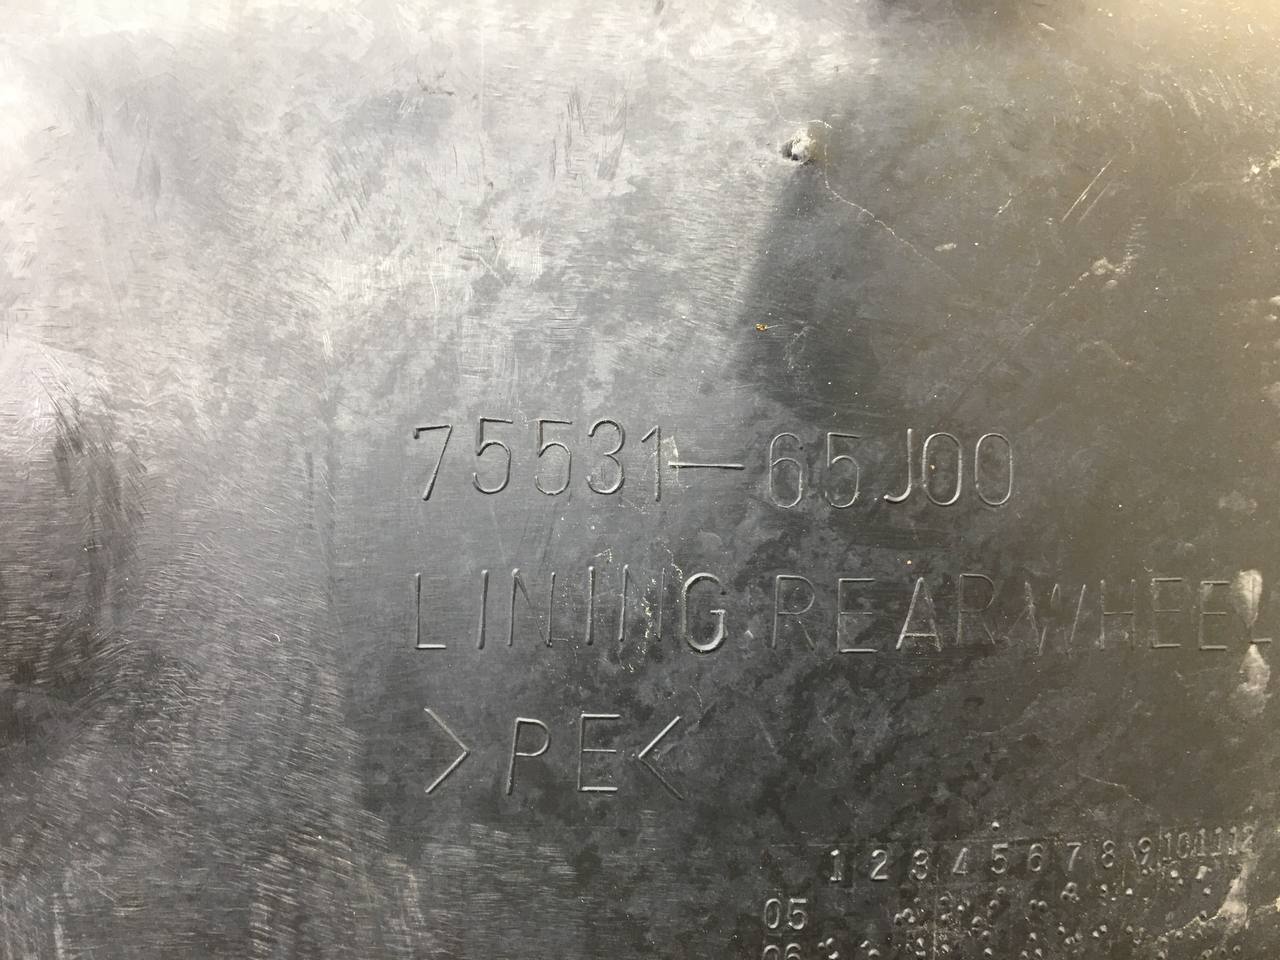 75531-65J00
LINING REAR WHEEL
>PE<
1 2 3 4 5 6 7 8 9 10 11 12
05
06